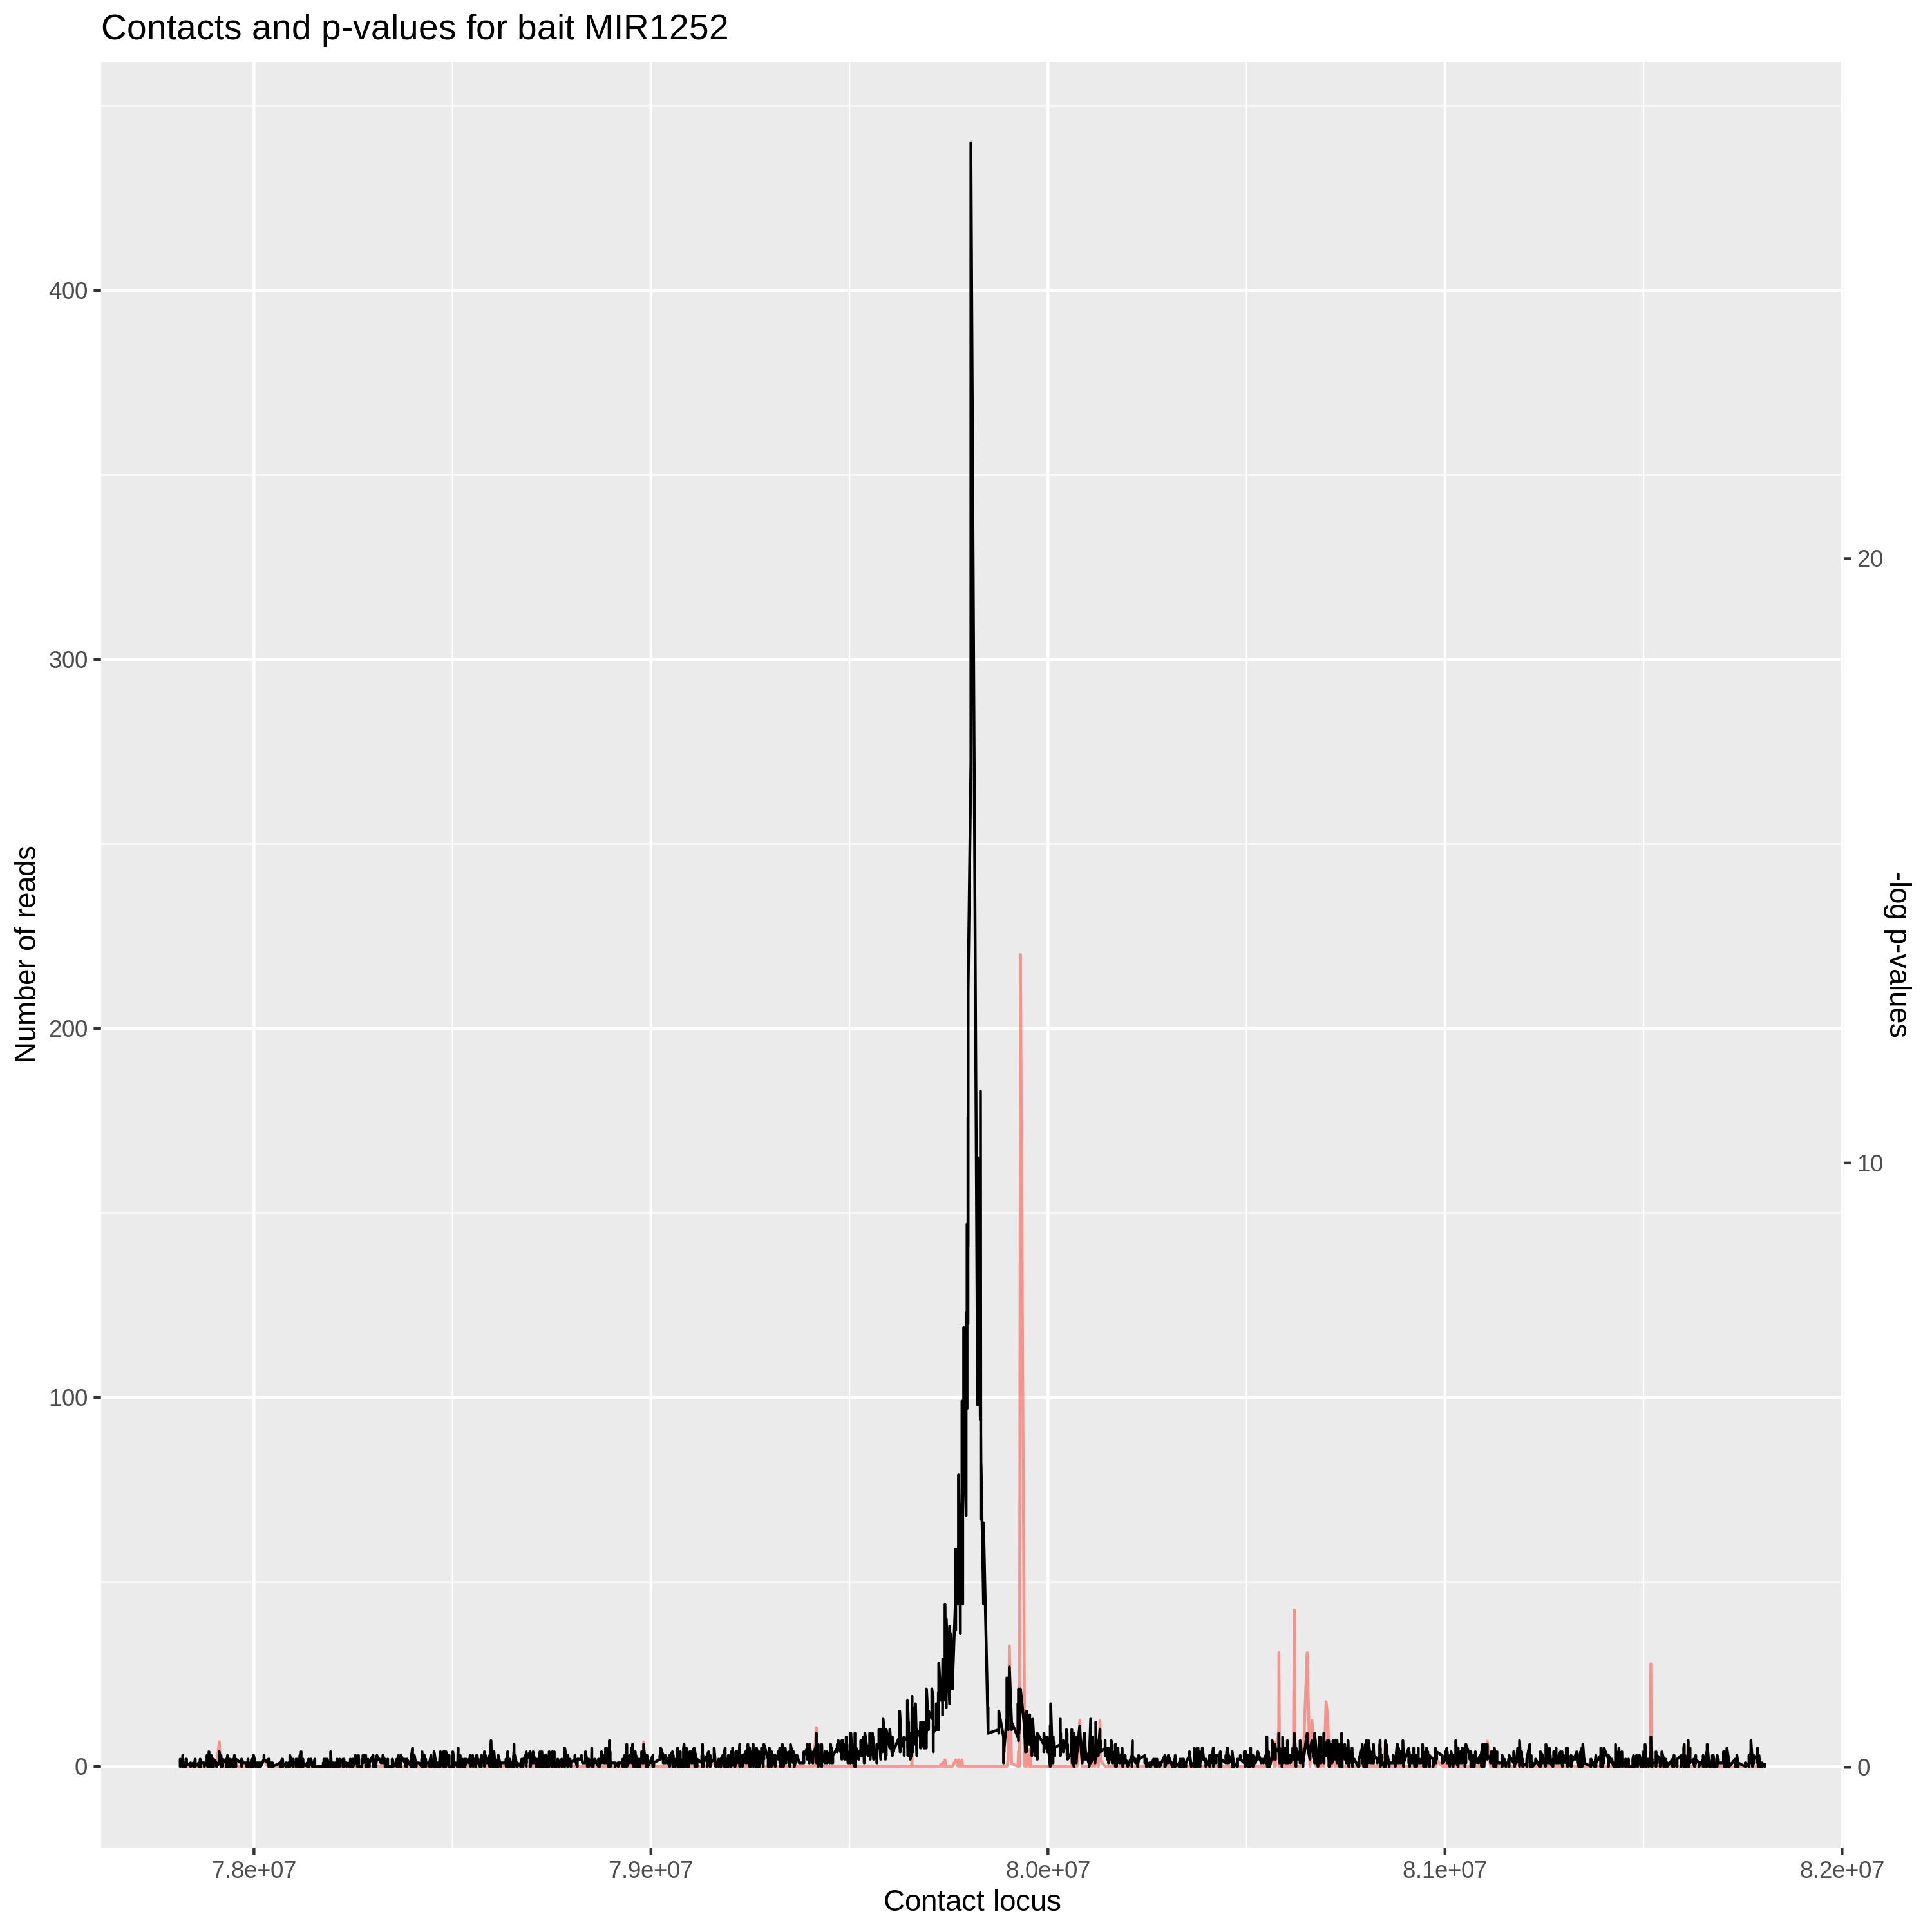 Contacts and p-values for bait MIR1252
Number of reads
400
300
200
100
0
20
10
0
-log p-values
7.8e+07
7.9e+07
8.0e+07
8.1e+07
8.2e+07
Contact locus